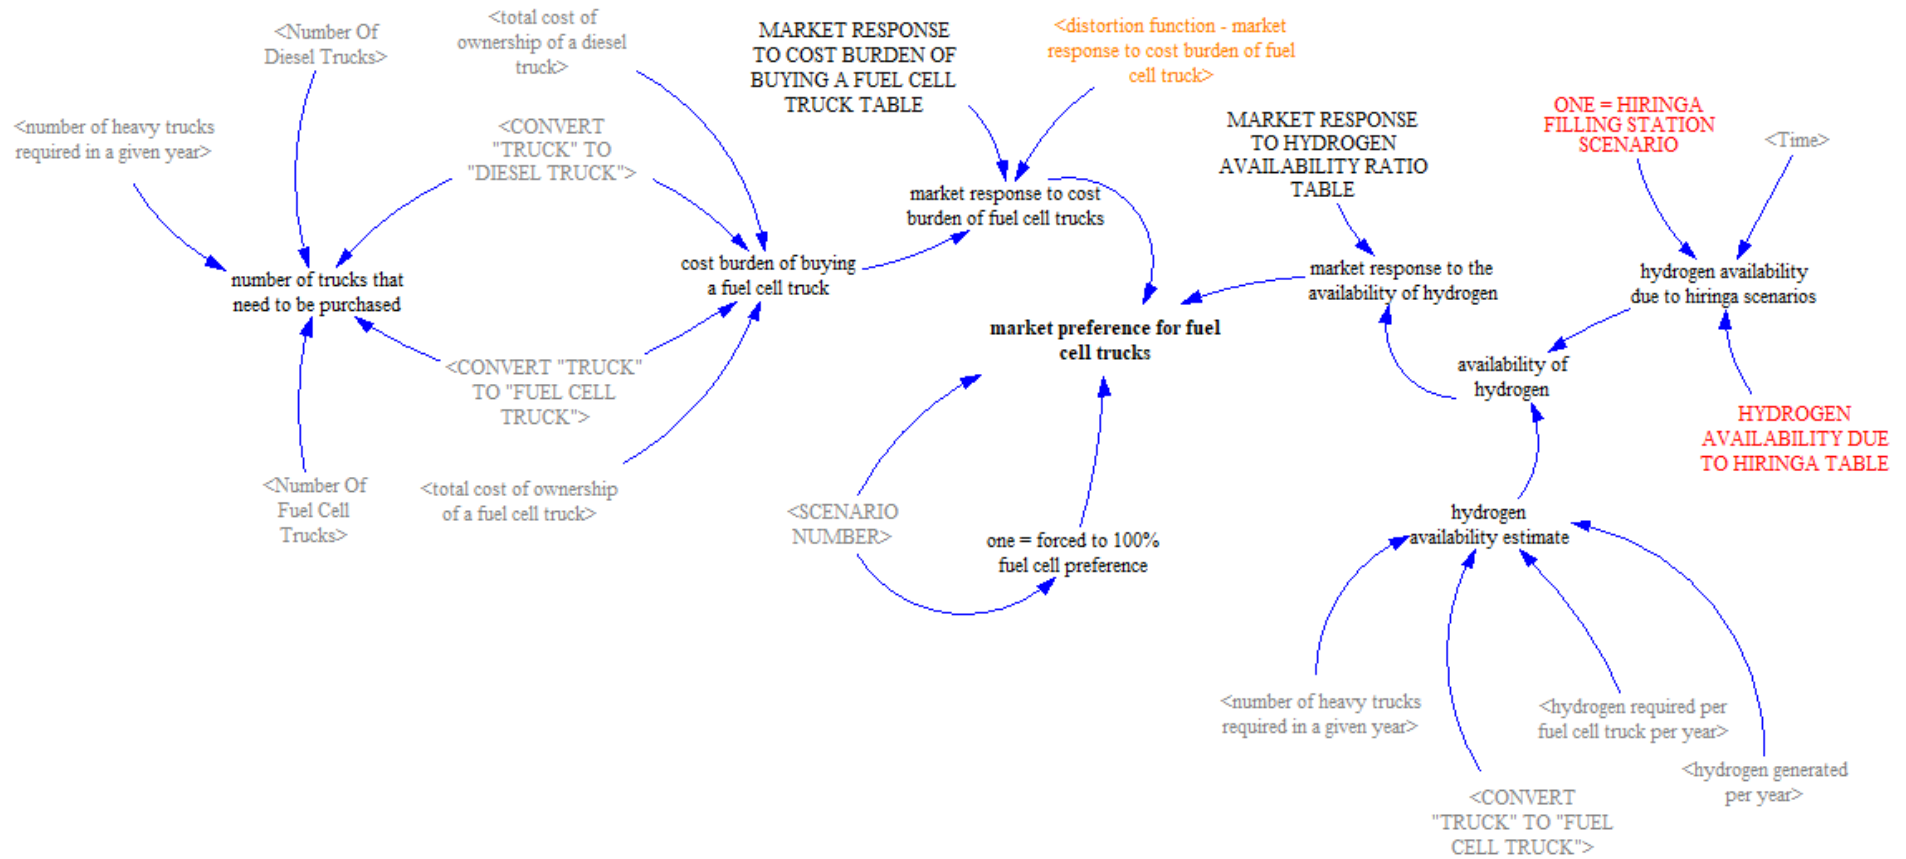 <Number Of
Diesel Trucks>
<total cost of
ownership of a diesel
truck>
MARKET RESPONSE
TO COST BURDEN OF
BUYING A FUEL CELL
TRUCK TABLE
<distortion function - market
response to cost burden of fuel
cell truck>
<number of heavy trucks
required in a given year>
<CONVERT
"TRUCK" TO
"DIESEL TRUCK">
MARKET RESPONSE
TO HYDROGEN
AVAILABILITY RATIO
TABLE
ONE = HIRINGA
FILLING STATION
SCENARIO
<Time>
market response to cost
burden of fuel cell trucks
number of trucks that
need to be purchased
cost burden of buying
a fuel cell truck
market response to the
availability of hydrogen
hydrogen availability
due to hiringa scenarios
market preference for fuel
cell trucks
<CONVERT "TRUCK"
TO "FUEL CELL
TRUCK">
availability of
hydrogen
HYDROGEN
AVAILABILITY DUE
TO HIRINGA TABLE
<Number Of
Fuel Cell
Trucks>
<total cost of ownership
of a fuel cell truck>
<SCENARIO
NUMBER>
one = forced to 100%
fuel cell preference
hydrogen
availability estimate
<number of heavy trucks
required in a given year>
<hydrogen required per
fuel cell truck per year>
<hydrogen generated
per year>
<CONVERT
"TRUCK" TO "FUEL
CELL TRUCK">